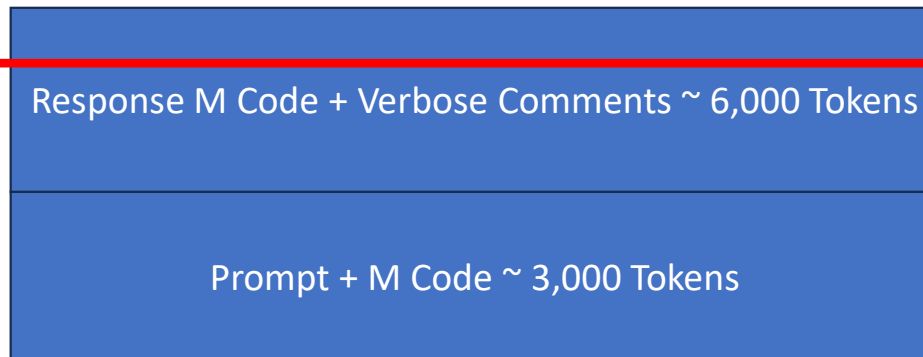 Response M Code + Verbose Comments ~ 6,000 Tokens
Prompt + M Code ~ 3,000 Tokens